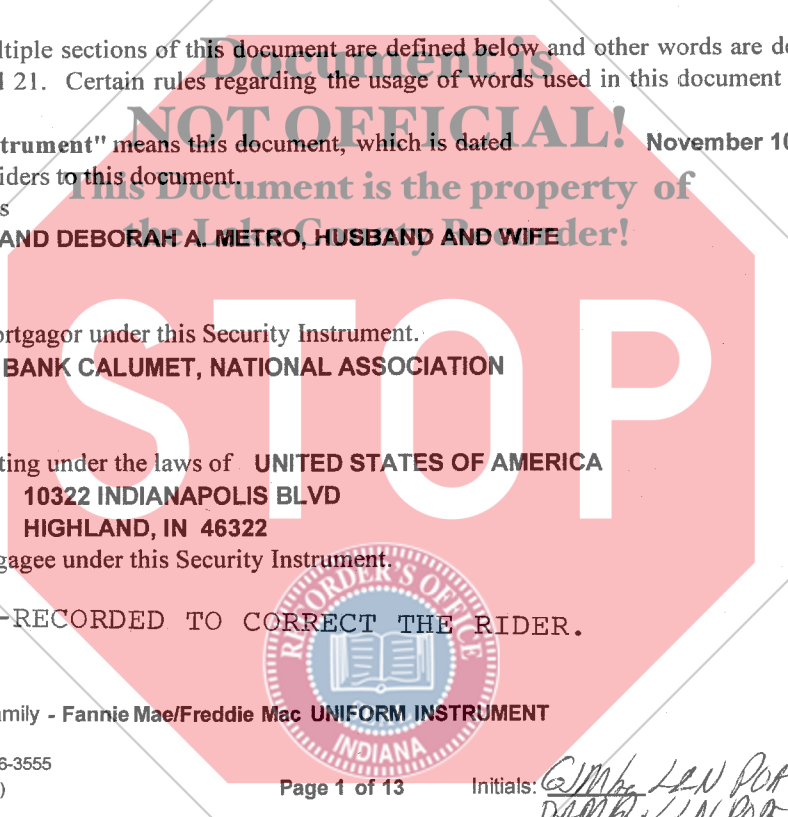 ltiple sections of this document are defined below and other words are de
d 21. Certain rules regarding the usage of words used in this document
Document is
NOT OFFICIAL!
This Document is the property of
the Lake County Recorder!
trument" means this document, which is dated November 10
iders to this document.
s
AND DEBORAH A. METRO, HUSBAND AND WIFE
ortgagor under this Security Instrument.
BANK CALUMET, NATIONAL ASSOCIATION
STOP
ting under the laws of UNITED STATES OF AMERICA
10322 INDIANAPOLIS BLVD
HIGHLAND, IN 46322
gagee under this Security Instrument.
RECORDER'S OFFICE
-RECORDED TO CORRECT THE RIDER.
INDIANA
amily - Fannie Mae/Freddie Mac UNIFORM INSTRUMENT
6-3555
)
Page 1 of 13 Initials: